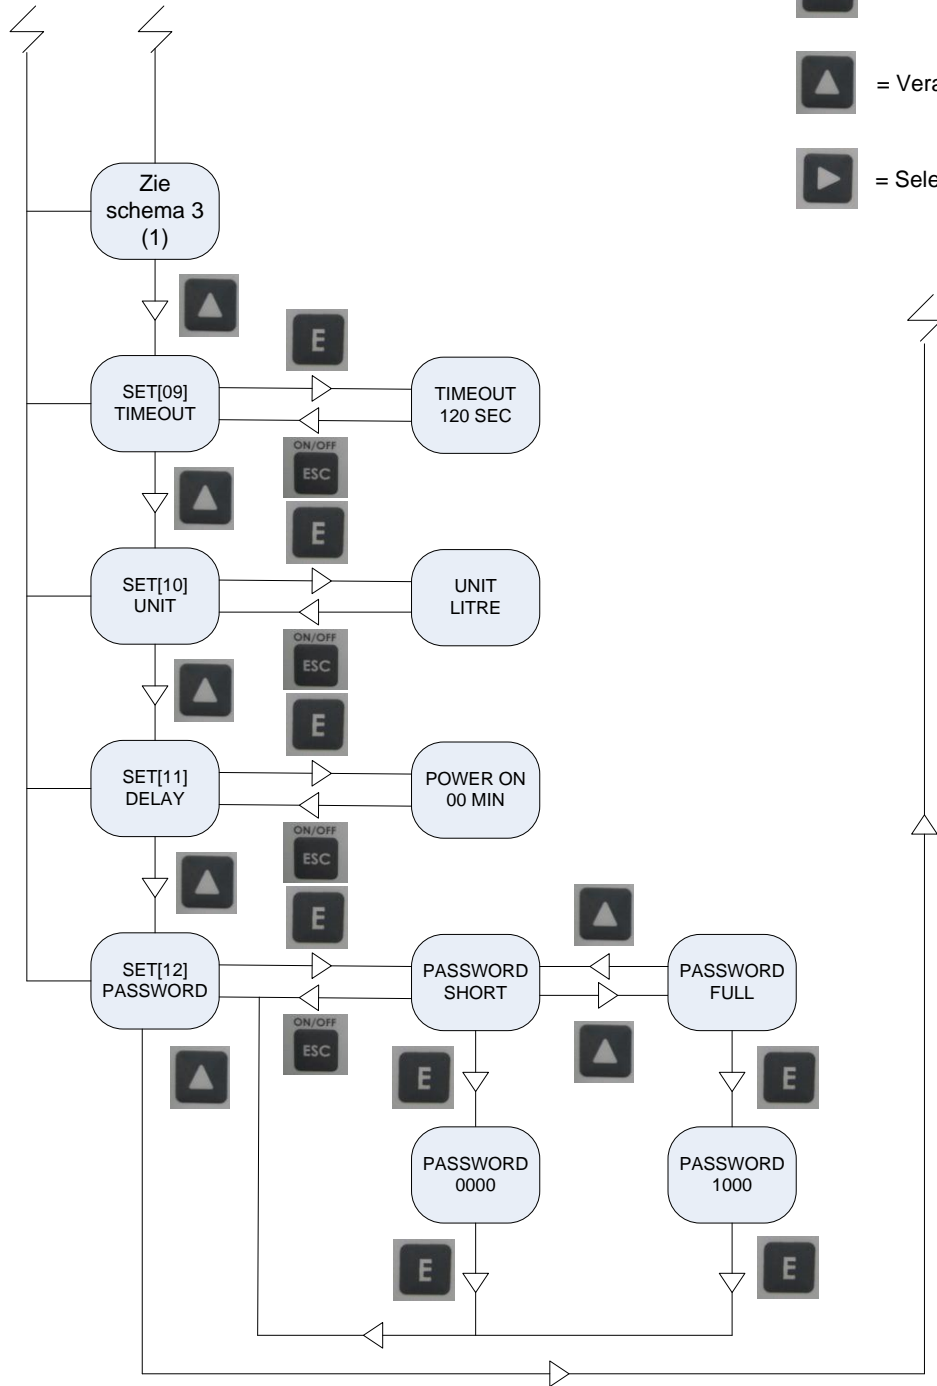 = Vera
= Sele
Zie
schema 3
(1)
E
SET[09]
TIMEOUT
TIMEOUT
120 SEC
ON/OFF
ESC
E
SET[10]
UNIT
UNIT
LITRE
ON/OFF
ESC
E
SET[11]
DELAY
POWER ON
00 MIN
ON/OFF
ESC
E
SET[12]
PASSWORD
PASSWORD
SHORT
PASSWORD
FULL
ON/OFF
ESC
E
E
PASSWORD
0000
PASSWORD
1000
E
E